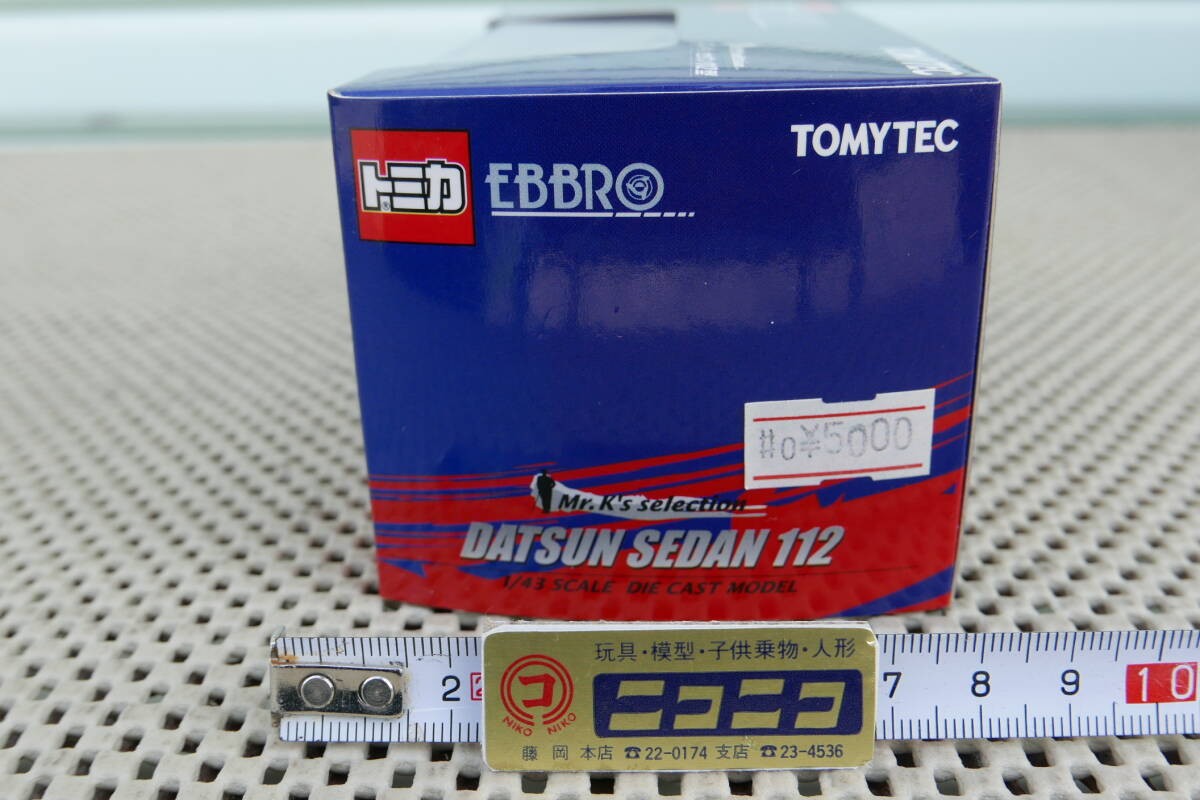 トミカ
EBBRO
TOMYTEC
#0¥5000
Mr. K's selection
DATSUN SEDAN 112
1/43 SCALE DIE CAST MODEL
2
7 8 9 10
玩具・模型・子供乗物・人形
コ
NIKO NIKO
ニコニコ
藤岡 本店 ☎22-0174 支店 ☎23-4536